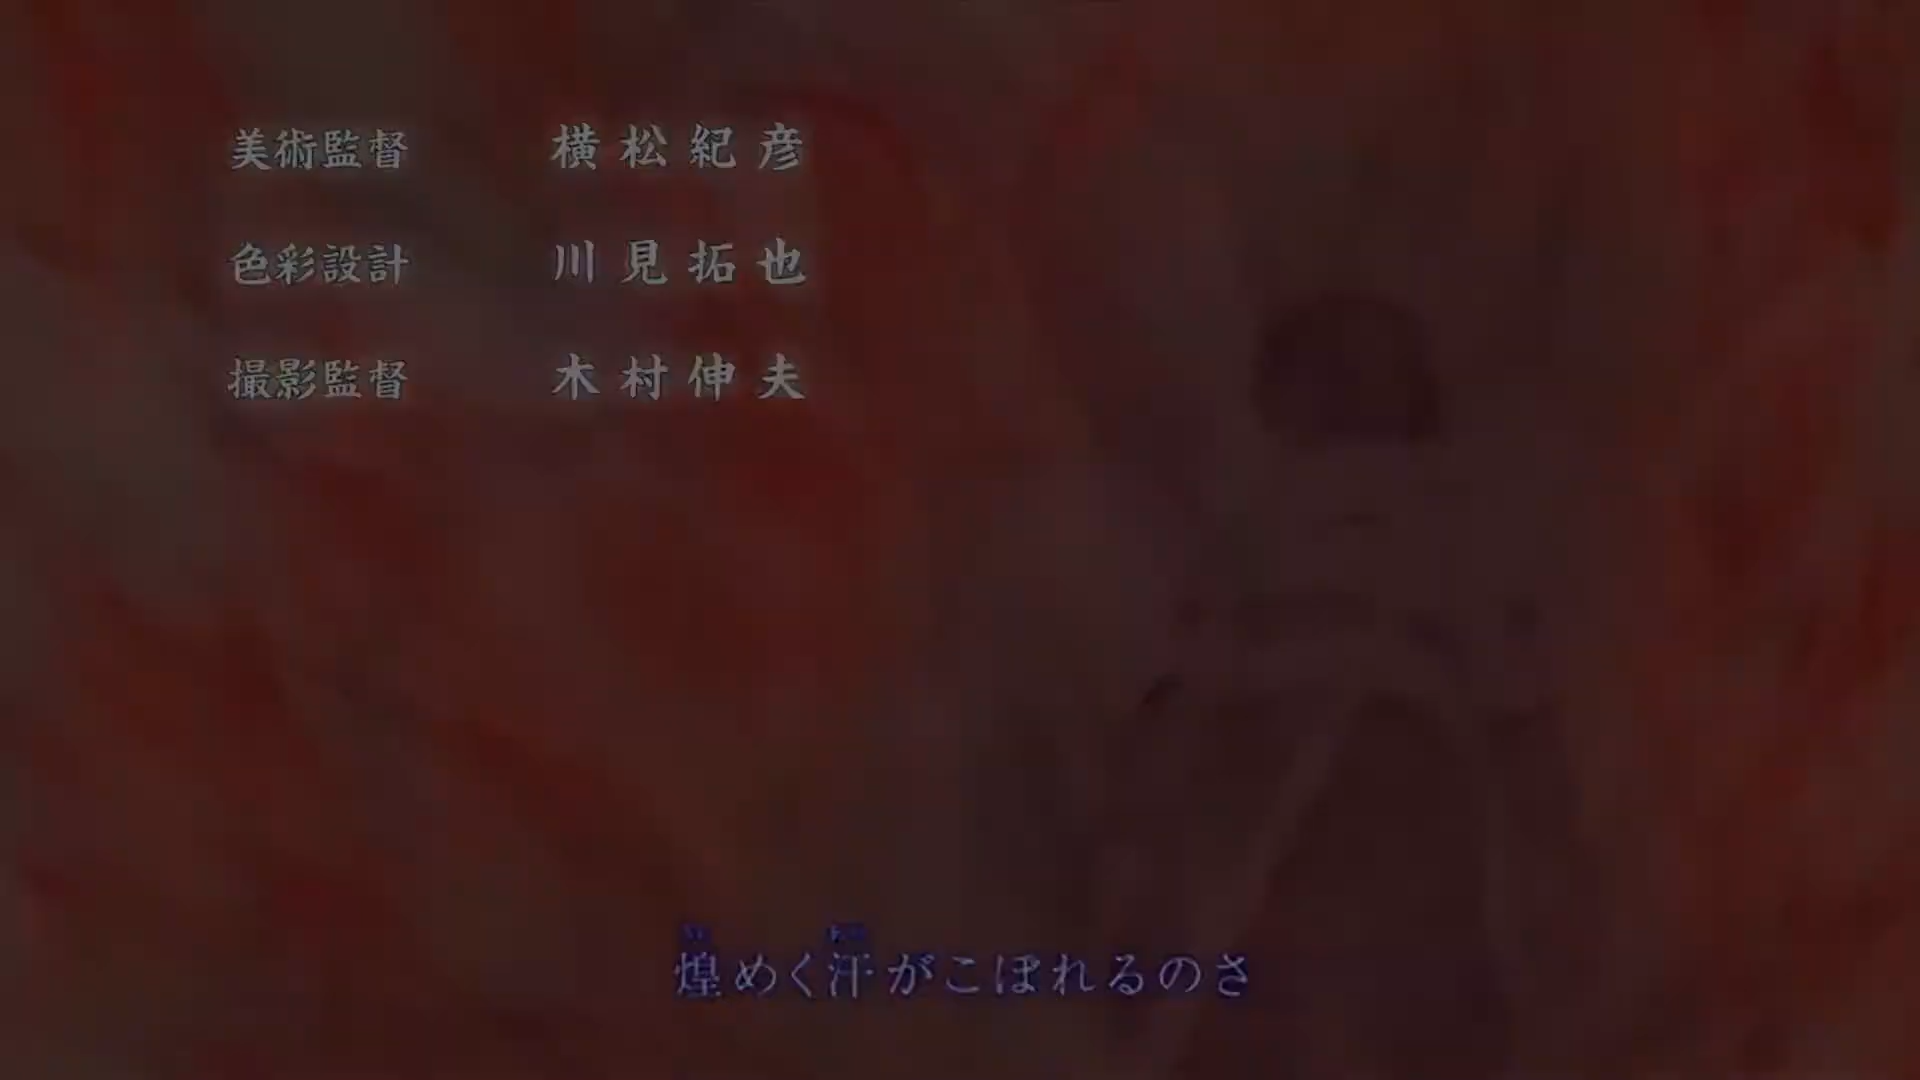 美術監督 横松紀彦
色彩設計 川見拓也
撮影監督 木村伸夫
煌めく汗がこぼれるのさ